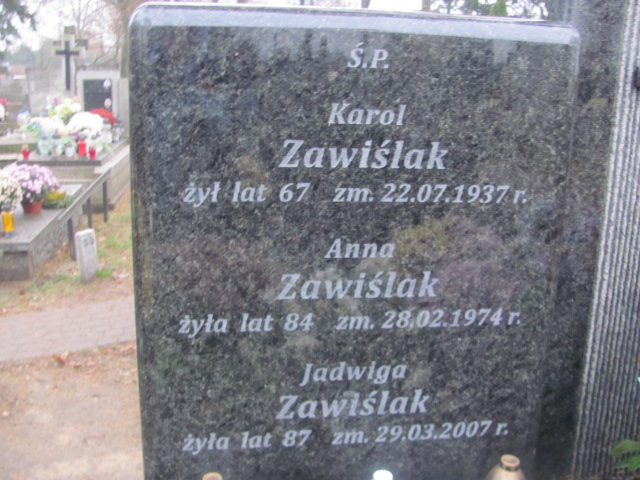 Ś.P.
Karol
Zawiślak
żył lat 67 zm. 22.07.1937 r.
Anna
Zawiślak
żyła lat 84 zm. 28.02.1974 r.
Jadwiga
Zawiślak
żyła lat 87 zm. 29.03.2007 r.